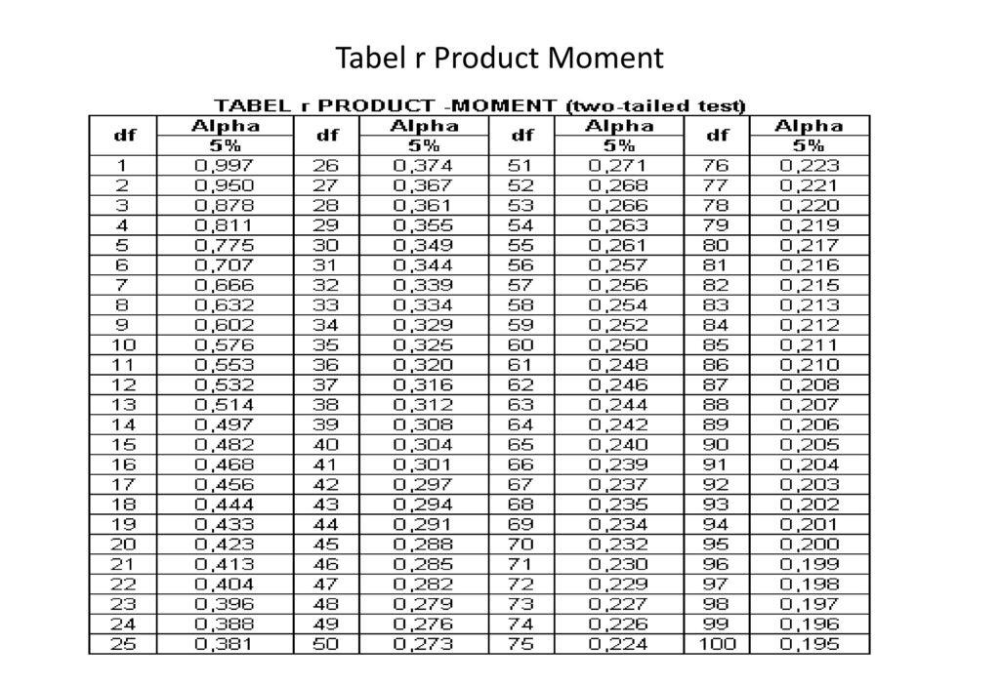 Tabel r Product Moment
TABEL r PRODUCT -MOMENT (two-tailed test)
df Alpha df Alpha df Alpha df Alpha
5% 5% 5% 5%
1 0,997 26 0,374 51 0,271 76 0,223
2 0,950 27 0,367 52 0,268 77 0,221
3 0,878 28 0,361 53 0,266 78 0,220
4 0,811 29 0,355 54 0,263 79 0,219
5 0,775 30 0,349 55 0,261 80 0,217
6 0,707 31 0,344 56 0,257 81 0,216
7 0,666 32 0,339 57 0,256 82 0,215
8 0,632 33 0,334 58 0,254 83 0,213
9 0,602 34 0,329 59 0,252 84 0,212
10 0,576 35 0,325 60 0,250 85 0,211
11 0,553 36 0,320 61 0,248 86 0,210
12 0,532 37 0,316 62 0,246 87 0,208
13 0,514 38 0,312 63 0,244 88 0,207
14 0,497 39 0,308 64 0,242 89 0,206
15 0,482 40 0,304 65 0,240 90 0,205
16 0,468 41 0,301 66 0,239 91 0,204
17 0,456 42 0,297 67 0,237 92 0,203
18 0,444 43 0,294 68 0,235 93 0,202
19 0,433 44 0,291 69 0,234 94 0,201
20 0,423 45 0,288 70 0,232 95 0,200
21 0,413 46 0,285 71 0,230 96 0,199
22 0,404 47 0,282 72 0,229 97 0,198
23 0,396 48 0,279 73 0,227 98 0,197
24 0,388 49 0,276 74 0,226 99 0,196
25 0,381 50 0,273 75 0,224 100 0,195